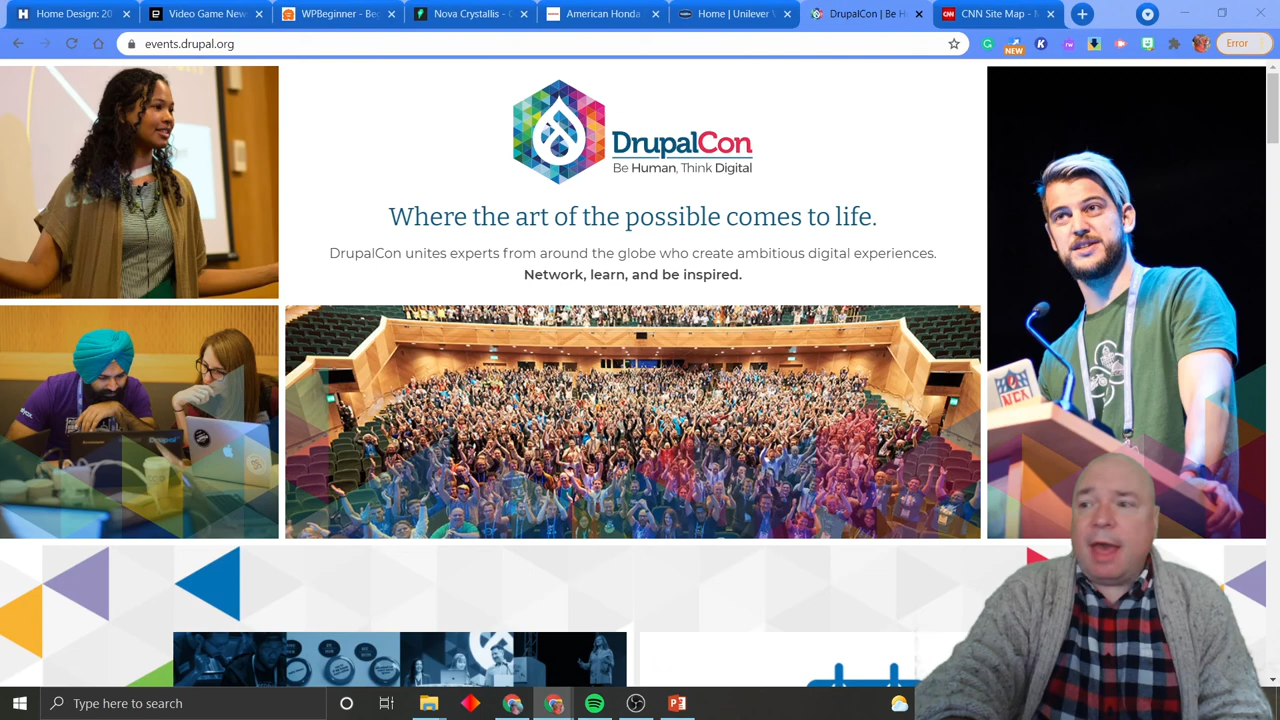 Home Design: 20
Video Game New
WPBeginner - Be
Nova Crystallis -
American Honda
Home | Unilever
DrupalCon | Be H
CNN Site Map -
events.drupal.org
NEW
Error
DrupalCon
Be Human, Think Digital
Where the art of the possible comes to life.
DrupalCon unites experts from around the globe who create ambitious digital experiences.
Network, learn, and be inspired.
Type here to search